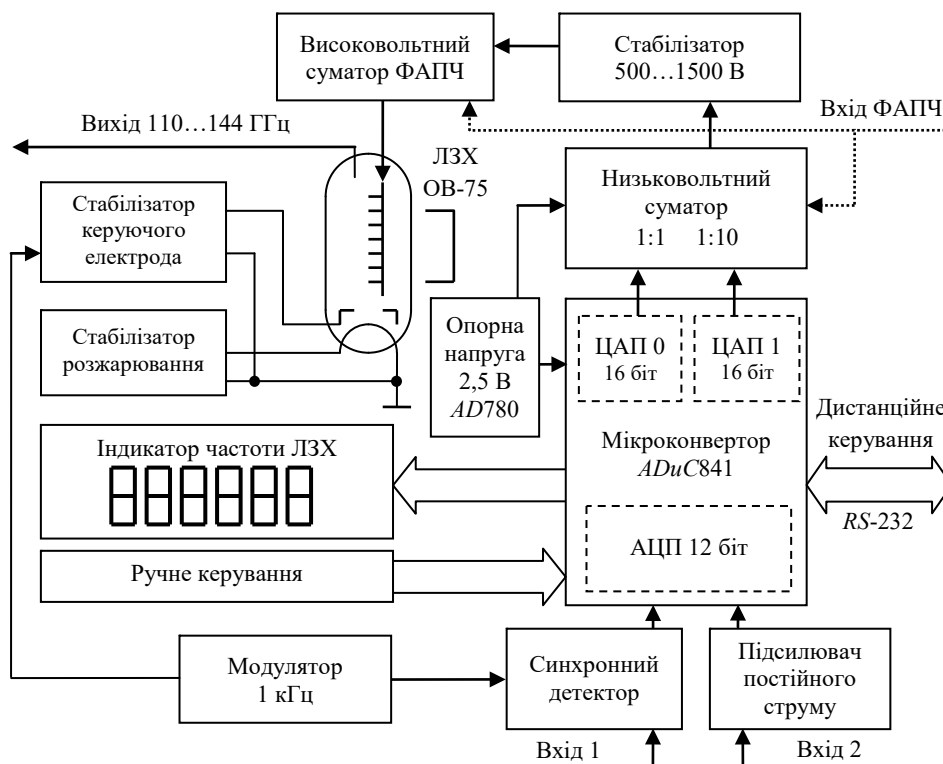 Високовольтний
суматор ФАПЧ
Стабілізатор
500…1500 В
Вхід ФАПЧ
Вихід 110…144 ГГц
ЛЗХ
ОВ-75
Стабілізатор
керуючого
електрода
Низьковольтний
суматор
1:1 1:10
Стабілізатор
розжарювання
Опорна
напруга
2,5 В
AD780
ЦАП 0
16 біт
ЦАП 1
16 біт
Мікроконвертор
ADuC841
Дистанційне
керування
RS-232
Індикатор частоти ЛЗХ
АЦП 12 біт
Ручне керування
Модулятор
1 кГц
Синхронний
детектор
Підсилювач
постійного
струму
Вхід 1
Вхід 2